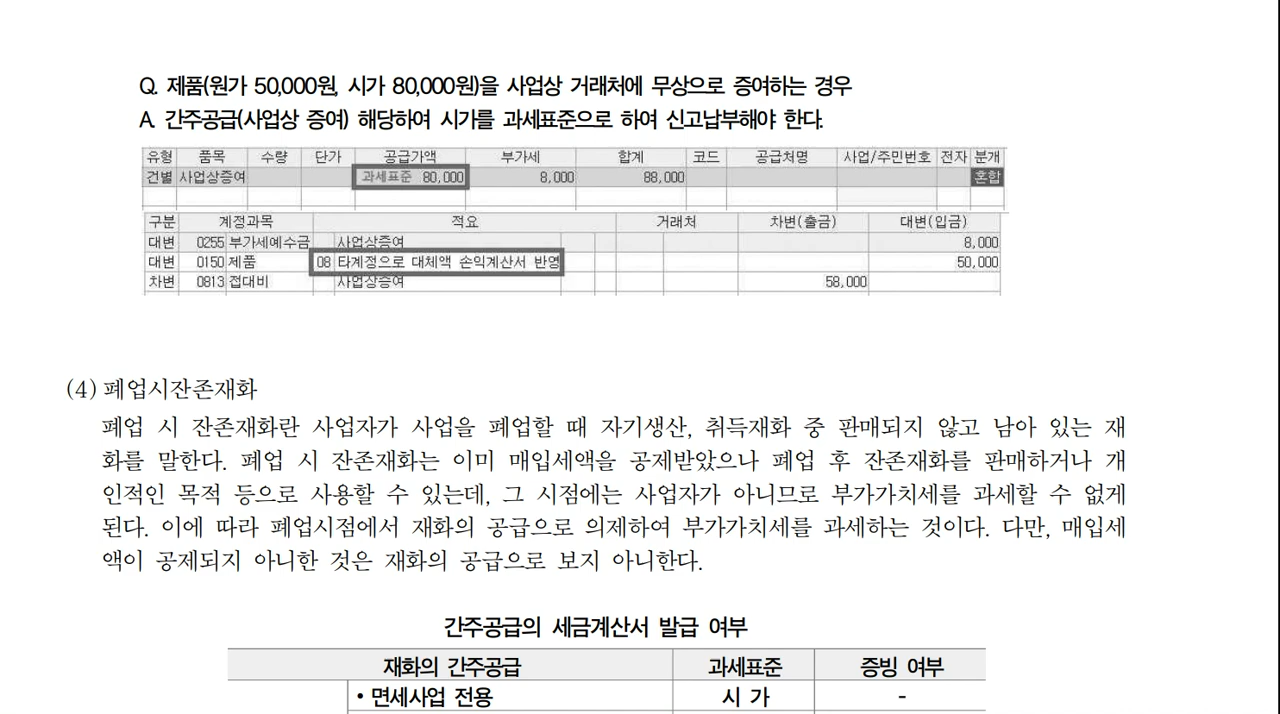 Q. 제품(원가 50,000원, 시가 80,000원)을 사업상 거래처에 무상으로 증여하는 경우
A. 간주공급(사업상 증여) 해당하여 시가를 과세표준으로 하여 신고납부해야 한다.
유형 품목 수량 단가 공급가액 부가세 합계 코드 공급처명 사업/주민번호 전자 분개
건별 사업상증여 과세표준 80,000 8,000 88,000 혼합
구분 계정과목 적요 거래처 차변(출금) 대변(입금)
대변 0255 부가세예수금 사업상증여 8,000
대변 0150 제품 08 타계정으로 대체액 손익계산서 반영 50,000
차변 0813 접대비 사업상증여 58,000
(4) 폐업시잔존재화
폐업 시 잔존재화란 사업자가 사업을 폐업할 때 자기생산, 취득재화 중 판매되지 않고 남아 있는 재
화를 말한다. 폐업 시 잔존재화는 이미 매입세액을 공제받았으나 폐업 후 잔존재화를 판매하거나 개
인적인 목적 등으로 사용할 수 있는데, 그 시점에는 사업자가 아니므로 부가가치세를 과세할 수 없게
된다. 이에 따라 폐업시점에서 재화의 공급으로 의제하여 부가가치세를 과세하는 것이다. 다만, 매입세
액이 공제되지 아니한 것은 재화의 공급으로 보지 아니한다.
간주공급의 세금계산서 발급 여부
재화의 간주공급 과세표준 증빙 여부
• 면세사업 전용 시 가 -